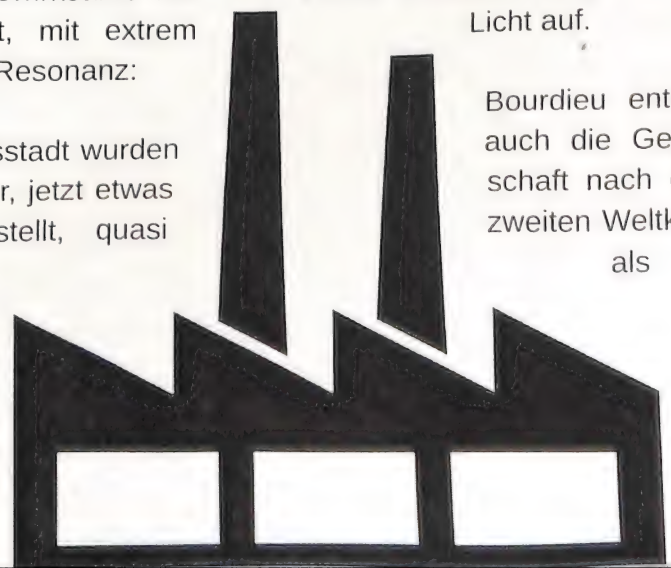 t, mit extrem
Resonanz:
sstadt wurden
r, jetzt etwas
stellt, quasi
Licht auf.
Bourdieu ent
auch die Ge
schaft nach
zweiten Weltk
als